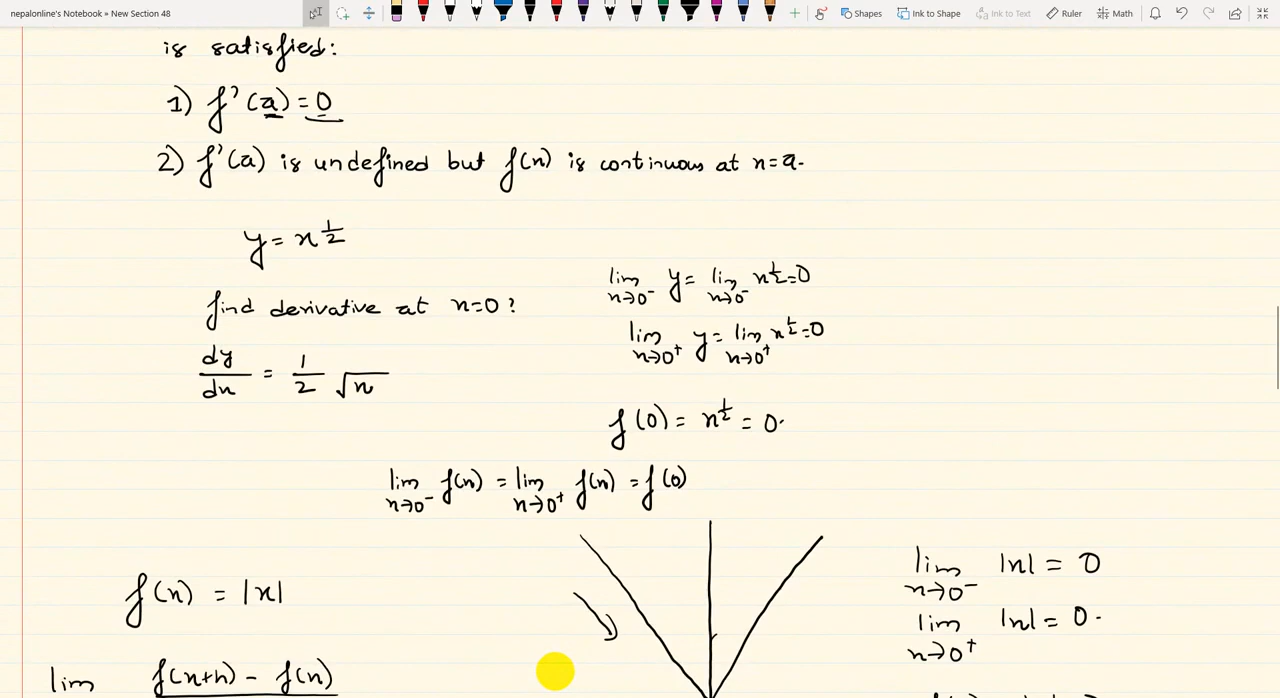 nepalonline's Notebook » New Section 48
Shapes Ink to Shape Ink to Text Ruler Math
is satisfied:
1) f'(a) = 0
2) f'(a) is undefined but f(n) is continuous at n=a.
y = n^{1/2}
find derivative at n=0?
dy/dn = 1/2 √n
lim n→0⁻ y = lim n→0⁻ n^{1/2} = 0
lim n→0⁺ y = lim n→0⁺ n^{1/2} = 0
f(0) = n^{1/2} = 0.
lim n→0⁻ f(n) = lim n→0⁺ f(n) = f(0)
f(n) = |x|
lim f(n+h) - f(n)
lim n→0⁻ |n| = 0
lim n→0⁺ |n| = 0.